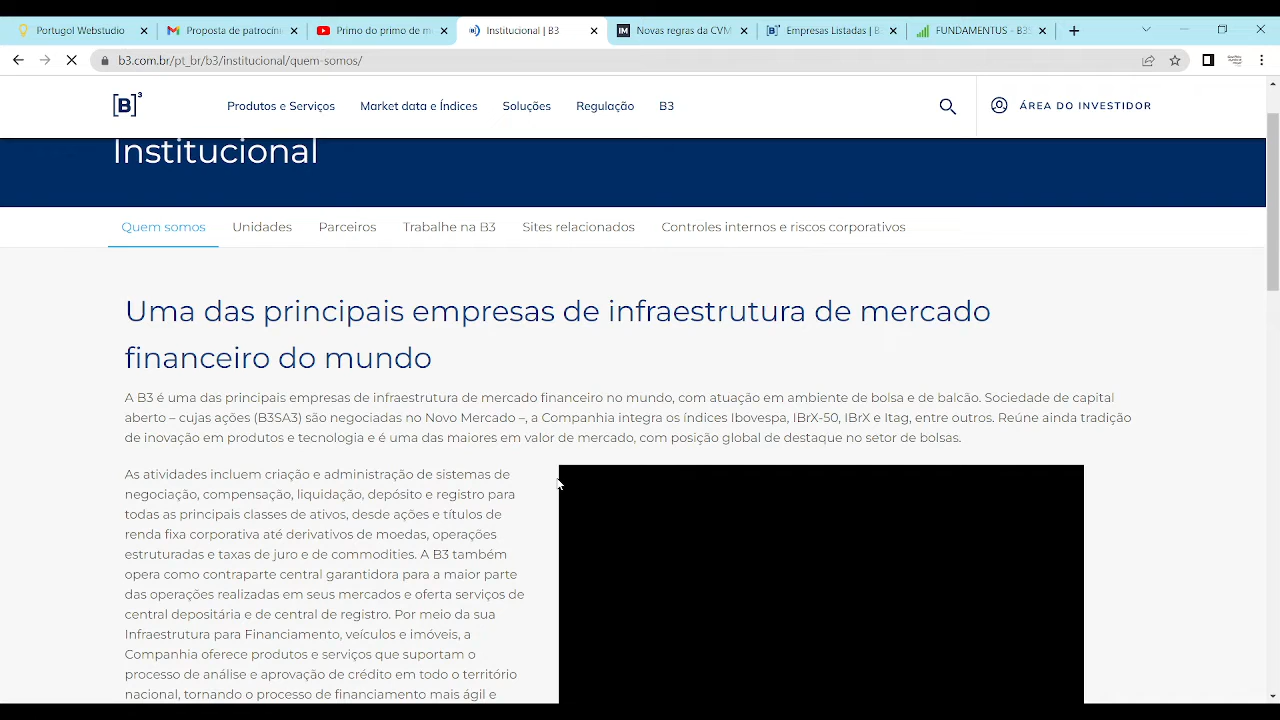 Portugol Webstudio
Proposta de patrocin
Primo do primo de m
Institucional | B3
Novas regras da CVM
Empresas Listadas | B
FUNDAMENTUS - B3S
b3.com.br/pt_br/b3/institucional/quem-somos/
[B]³
Produtos e Serviços
Market data e Índices
Soluções
Regulação
B3
ÁREA DO INVESTIDOR
Institucional
Quem somos
Unidades
Parceiros
Trabalhe na B3
Sites relacionados
Controles internos e riscos corporativos
Uma das principais empresas de infraestrutura de mercado
financeiro do mundo
A B3 é uma das principais empresas de infraestrutura de mercado financeiro no mundo, com atuação em ambiente de bolsa e de balcão. Sociedade de capital
aberto – cujas ações (B3SA3) são negociadas no Novo Mercado –, a Companhia integra os índices Ibovespa, IBrX-50, IBrX e Itag, entre outros. Reúne ainda tradição
de inovação em produtos e tecnologia e é uma das maiores em valor de mercado, com posição global de destaque no setor de bolsas.
As atividades incluem criação e administração de sistemas de
negociação, compensação, liquidação, depósito e registro para
todas as principais classes de ativos, desde ações e títulos de
renda fixa corporativa até derivativos de moedas, operações
estruturadas e taxas de juro e de commodities. A B3 também
opera como contraparte central garantidora para a maior parte
das operações realizadas em seus mercados e oferta serviços de
central depositária e de central de registro. Por meio da sua
Infraestrutura para Financiamento, veículos e imóveis, a
Companhia oferece produtos e serviços que suportam o
processo de análise e aprovação de crédito em todo o território
nacional, tornando o processo de financiamento mais ágil e